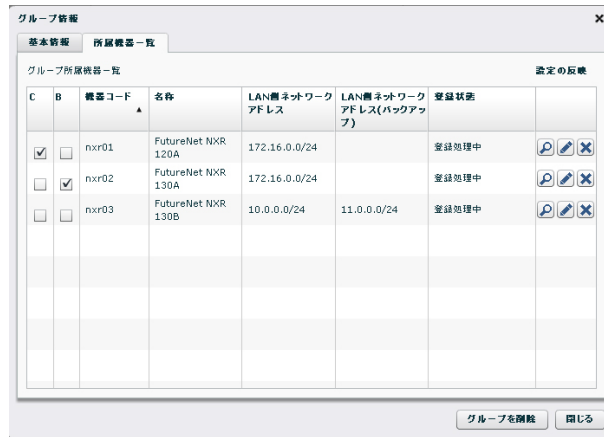 グループ情報
基本情報 所属機器一覧
グループ所属機器一覧 設定の反映
C B 機器コード 名称 LAN側ネットワークアドレス LAN側ネットワークアドレス(バックアップ) 登録状態
nxr01 FutureNet NXR 120A 172.16.0.0/24 登録処理中
nxr02 FutureNet NXR 130A 172.16.0.0/24 登録処理中
nxr03 FutureNet NXR 130B 10.0.0.0/24 11.0.0.0/24 登録処理中
グループを削除 閉じる